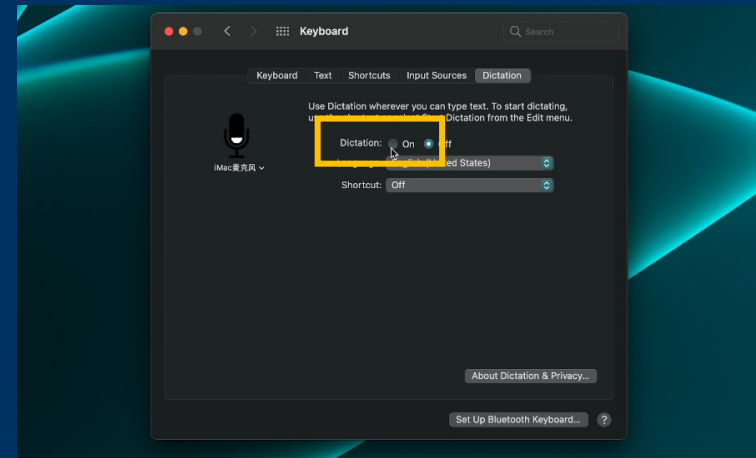 Keyboard
Search
Keyboard Text Shortcuts Input Sources Dictation
Use Dictation wherever you can type text. To start dictating,
Dictation from the Edit menu.
Dictation: On
iMac麦克风
States)
Shortcut: Off
About Dictation & Privacy...
Set Up Bluetooth Keyboard... ?